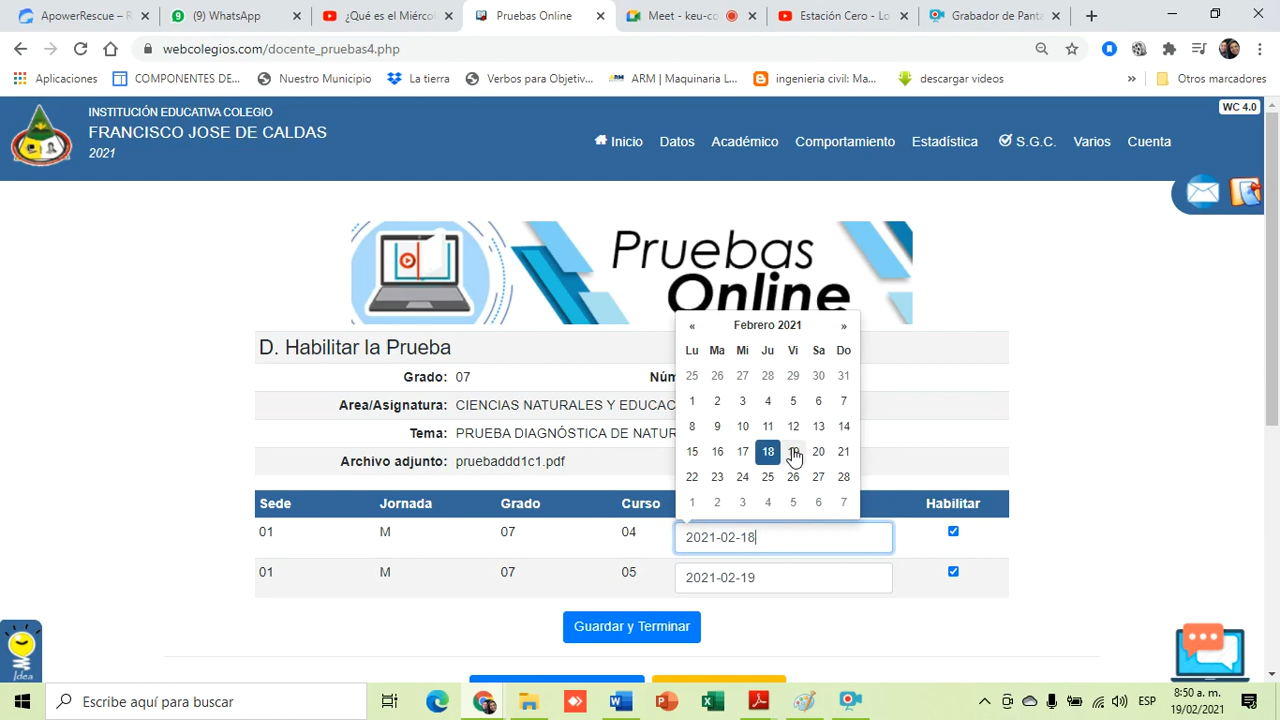 ApowerRescue - Recu
(9) WhatsApp
¿Qué es el Miércol
Pruebas Online
Meet - keu-co
Estación Cero - Lo
Grabador de Panta
webcolegios.com/docente_pruebas4.php
Aplicaciones
COMPONENTES DE...
Nuestro Municipio
La tierra
Verbos para Objetiv...
ARM | Maquinaria L...
ingenieria civil: Ma...
descargar videos
»
Otros marcadores
INSTITUCIÓN EDUCATIVA COLEGIO
FRANCISCO JOSE DE CALDAS
2021
WC 4.0
Inicio Datos Académico Comportamiento Estadística S.G.C. Varios Cuenta
Pruebas
Online
D. Habilitar la Prueba
Grado: 07 Núm
Area/Asignatura: CIENCIAS NATURALES Y EDUCAC
Tema: PRUEBA DIAGNÓSTICA DE NATUR
Archivo adjunto: pruebaddd1c1.pdf
« Febrero 2021 »
Lu Ma Mi Ju Vi Sa Do
25 26 27 28 29 30 31
1 2 3 4 5 6 7
8 9 10 11 12 13 14
15 16 17 18 19 20 21
22 23 24 25 26 27 28
1 2 3 4 5 6 7
Sede Jornada Grado Curso Habilitar
01 M 07 04 2021-02-18
01 M 07 05 2021-02-19
Guardar y Terminar
Idea
Escribe aquí para buscar
ESP
8:50 a. m.
19/02/2021